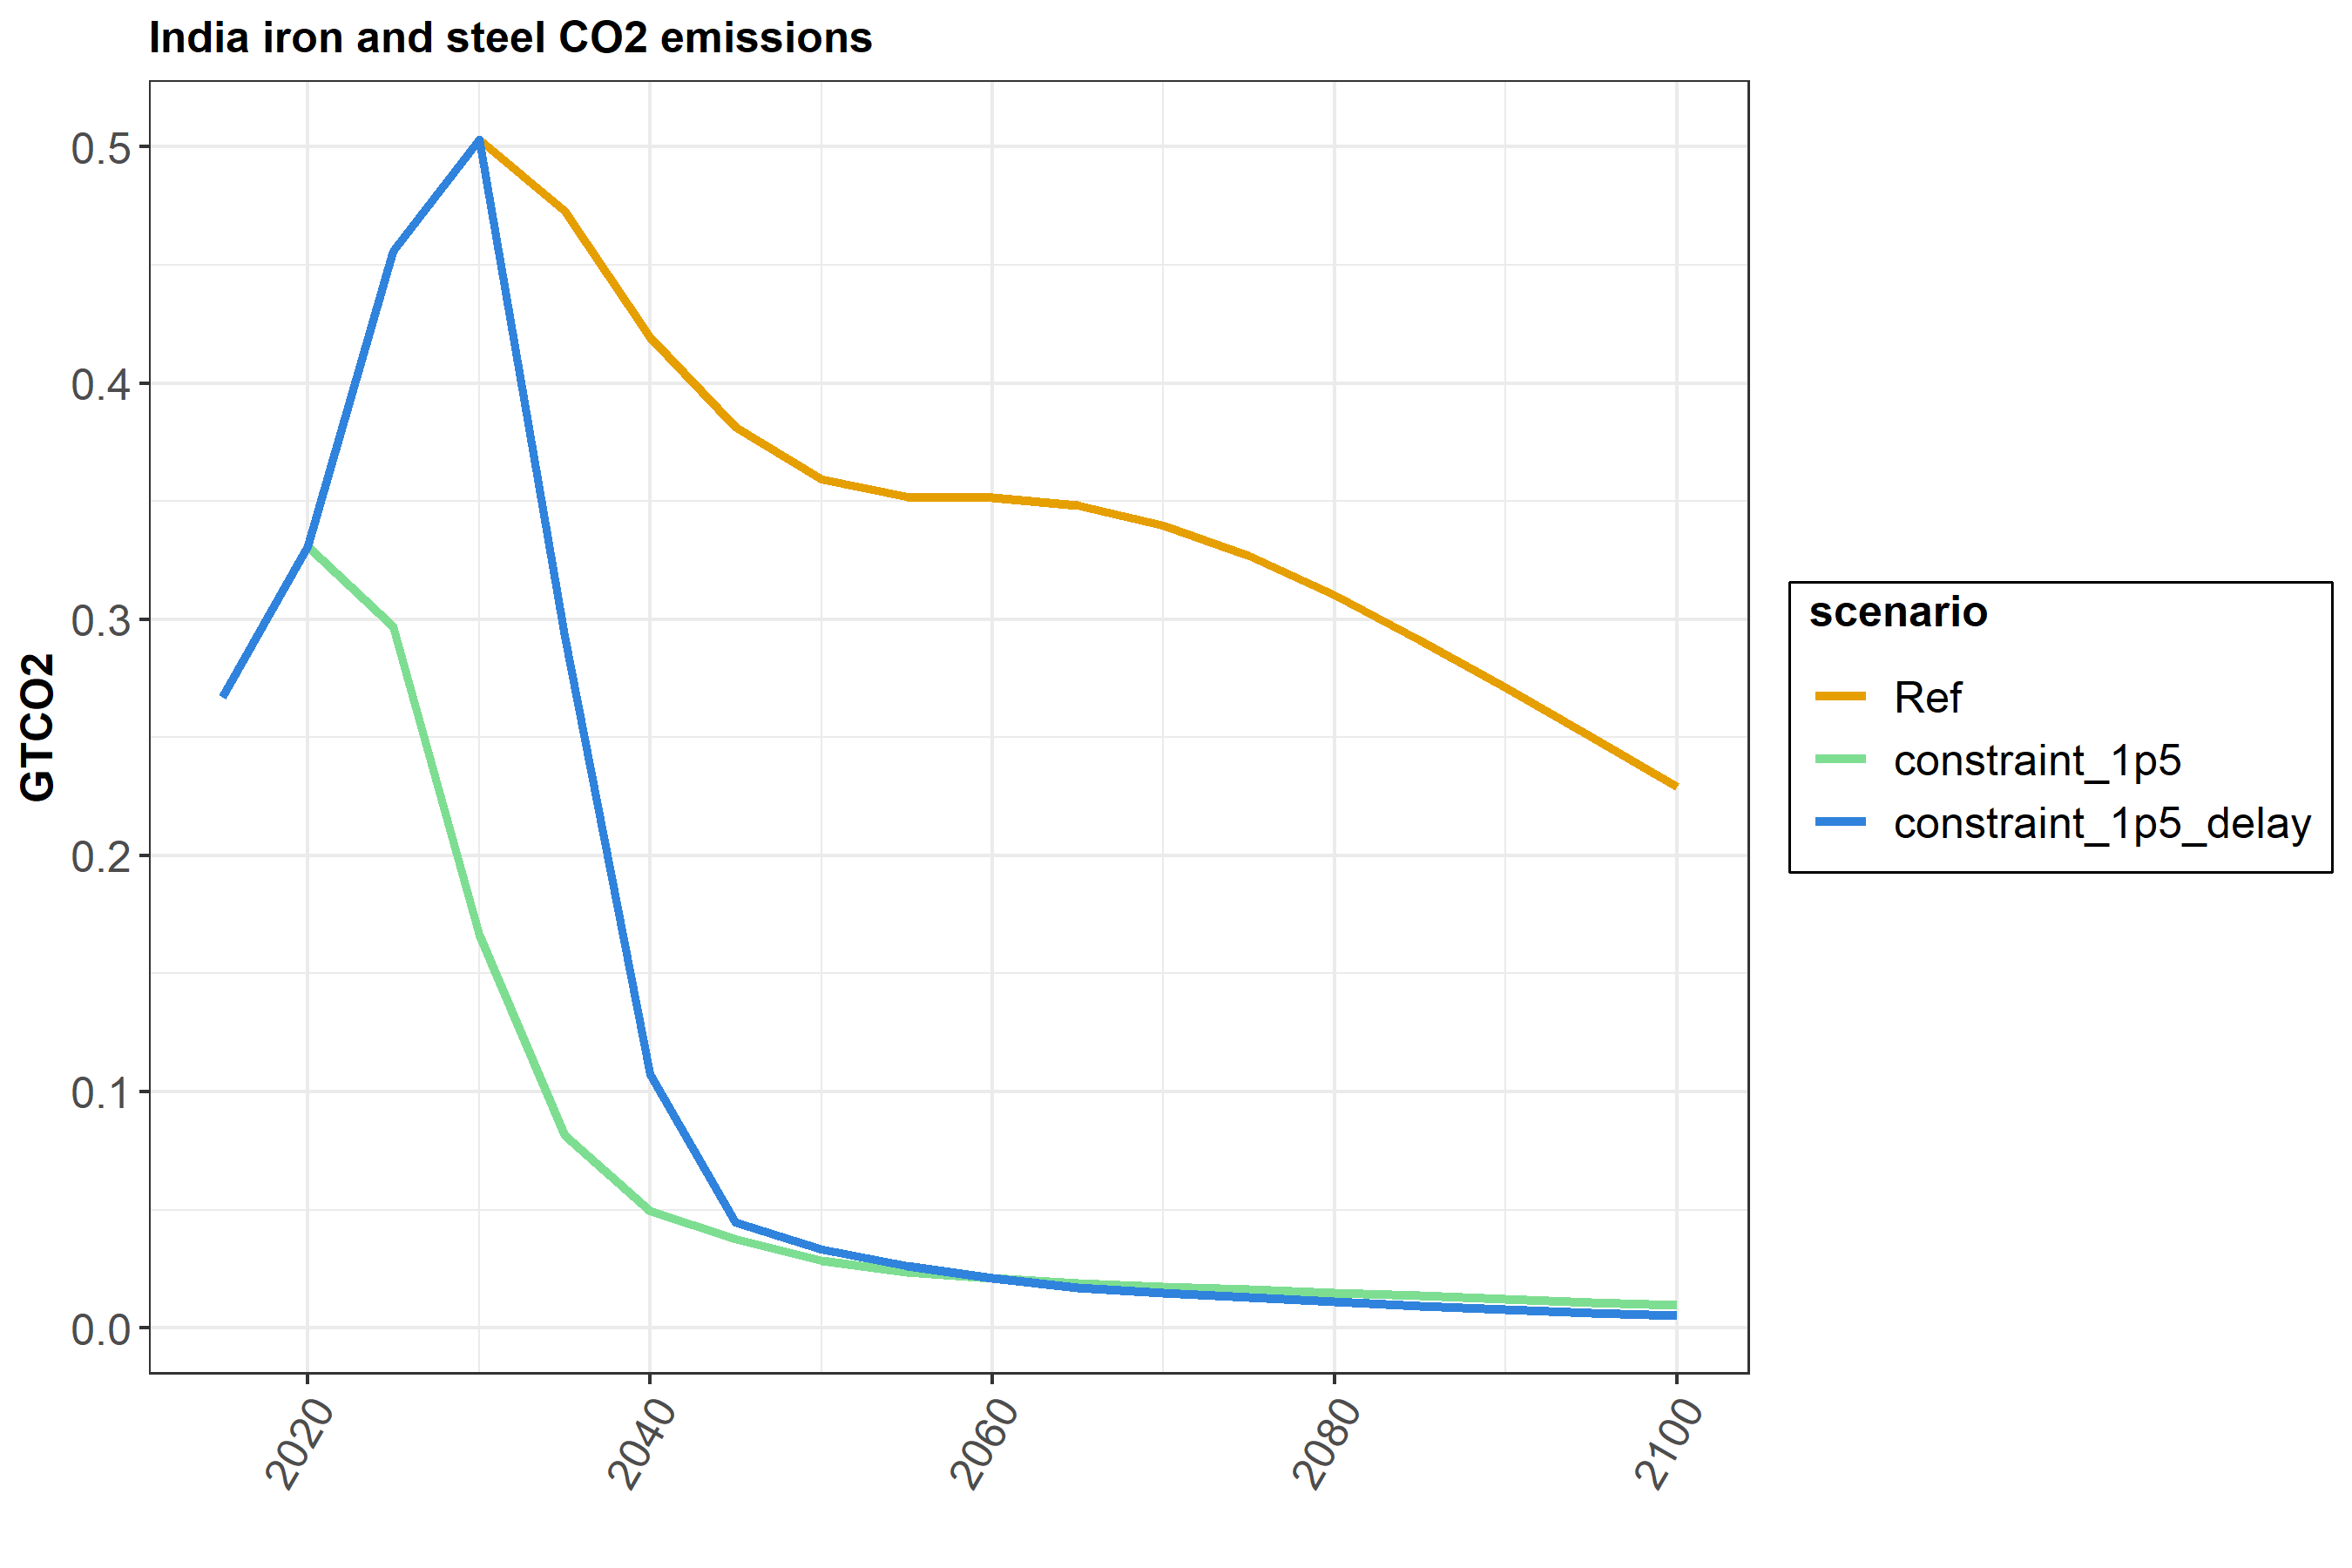 India iron and steel CO2 emissions
GTCO2
0.5
0.4
0.3
0.2
0.1
0.0
2020
2040
2060
2080
2100
scenario
Ref
constraint_1p5
constraint_1p5_delay